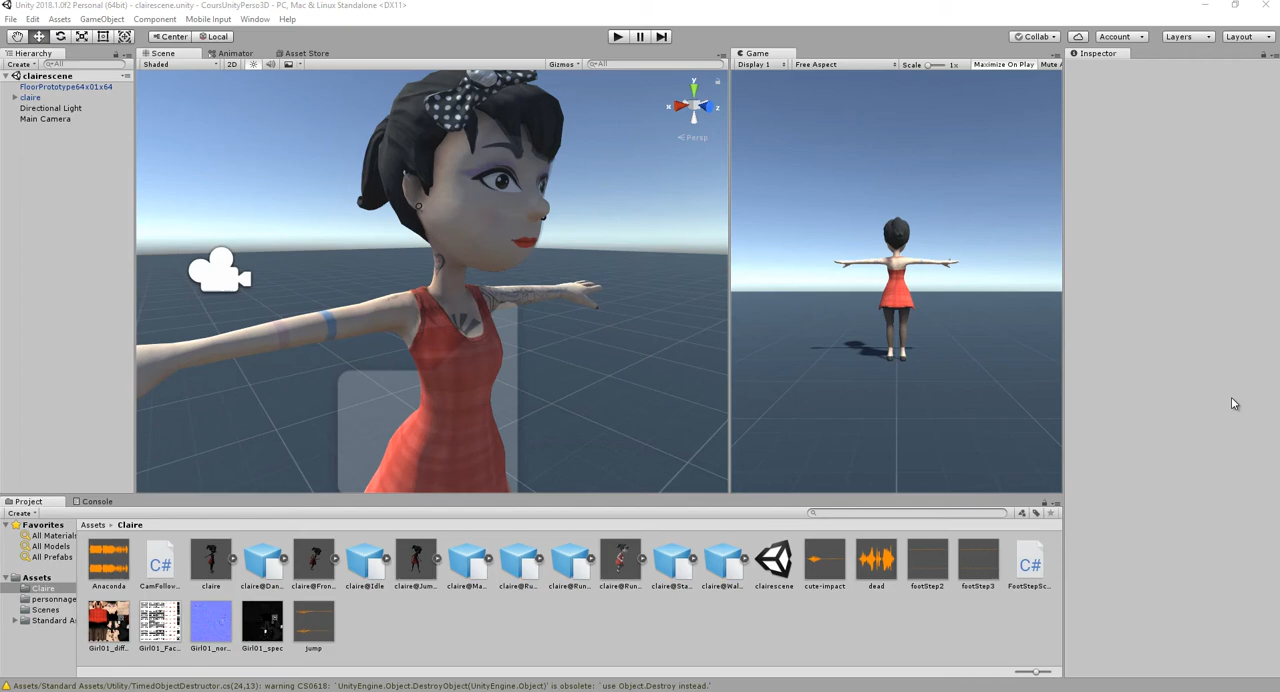 Unity 2018.1.0f2 Personal (64bit) - clairescene.unity - CoursUnityPerso3D - PC, Mac & Linux Standalone <DX11>
File Edit Assets GameObject Component Mobile Input Window Help
Center Local Collab Account Layers Layout
Hierarchy Scene Animator Asset Store Game Inspector
Create All Shaded 2D Gizmos All Display 1 Free Aspect Scale 1x Maximize On Play Mute A
clairescene
FloorPrototype64x01x64
claire
Directional Light
Main Camera
y
x z
Persp
Project Console
Create
Favorites
All Materials
All Models
All Prefabs
Assets
Claire
personnage
Scenes
Standard As
Assets Claire
C# C#
Anaconda CamFollow... claire claire@Dan... claire@Fron... claire@Idle claire@Jum... claire@Ma... claire@Ru... claire@Run... claire@Run... claire@Sta... claire@Wal... clairescene cute-impact dead footStep2 footStep3 FootStepSc...
Girl01_diff... Girl01_Fac... Girl01_nor... Girl01_spec jump
Assets/Standard Assets/Utility/TimedObjectDestructor.cs(24,13): warning CS0618: `UnityEngine.Object.DestroyObject(UnityEngine.Object)' is obsolete: `use Object.Destroy instead.'